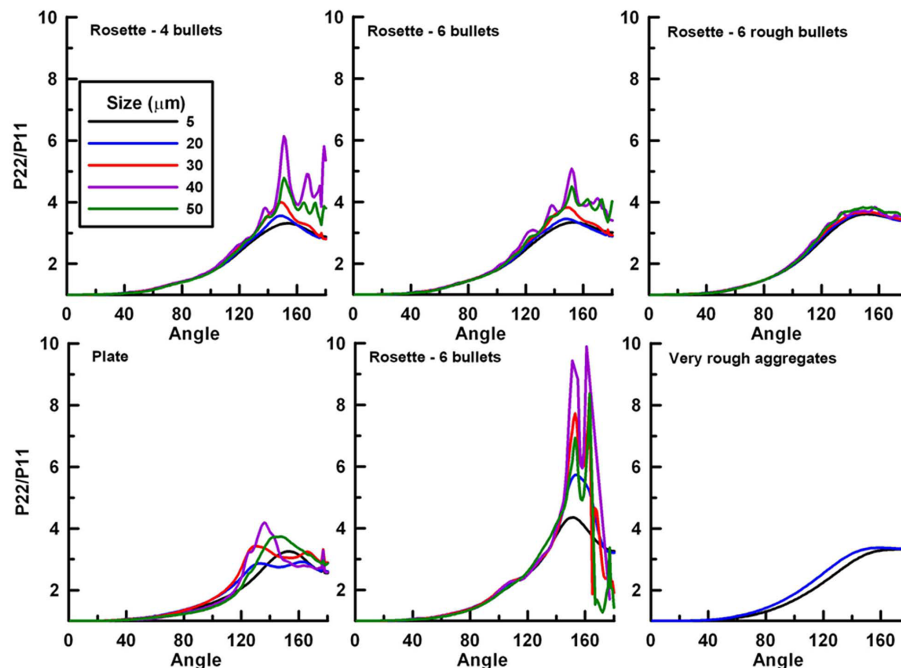 10
8
6
4
2
P22/P11
Rosette - 4 bullets
Size (μm)
5
20
30
40
50
0 40 80 120 160
Angle
10
8
6
4
2
Rosette - 6 bullets
0 40 80 120 160
Angle
10
8
6
4
2
Rosette - 6 rough bullets
0 40 80 120 160
Angle
10
8
6
4
2
P22/P11
Plate
0 40 80 120 160
Angle
10
8
6
4
2
Rosette - 6 bullets
0 40 80 120 160
Angle
10
8
6
4
2
Very rough aggregates
0 40 80 120 160
Angle